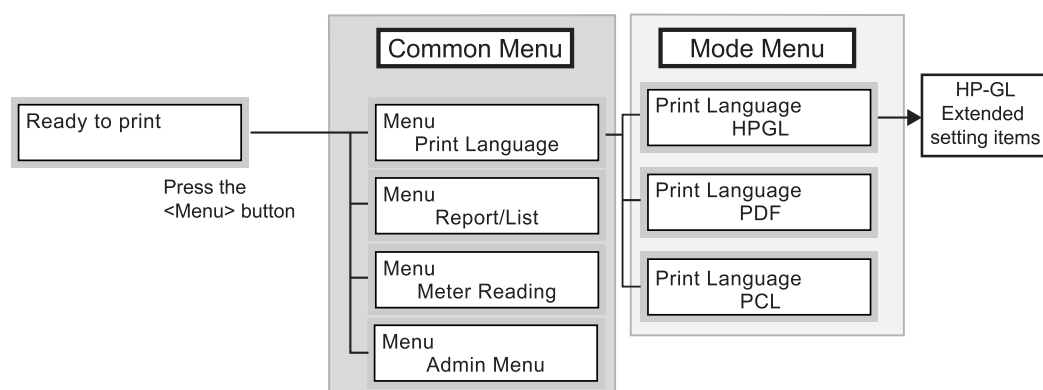 Common Menu
Mode Menu
Ready to print
Press the
<Menu> button
Menu
Print Language
Menu
Report/List
Menu
Meter Reading
Menu
Admin Menu
Print Language
HPGL
Print Language
PDF
Print Language
PCL
HP-GL
Extended
setting items